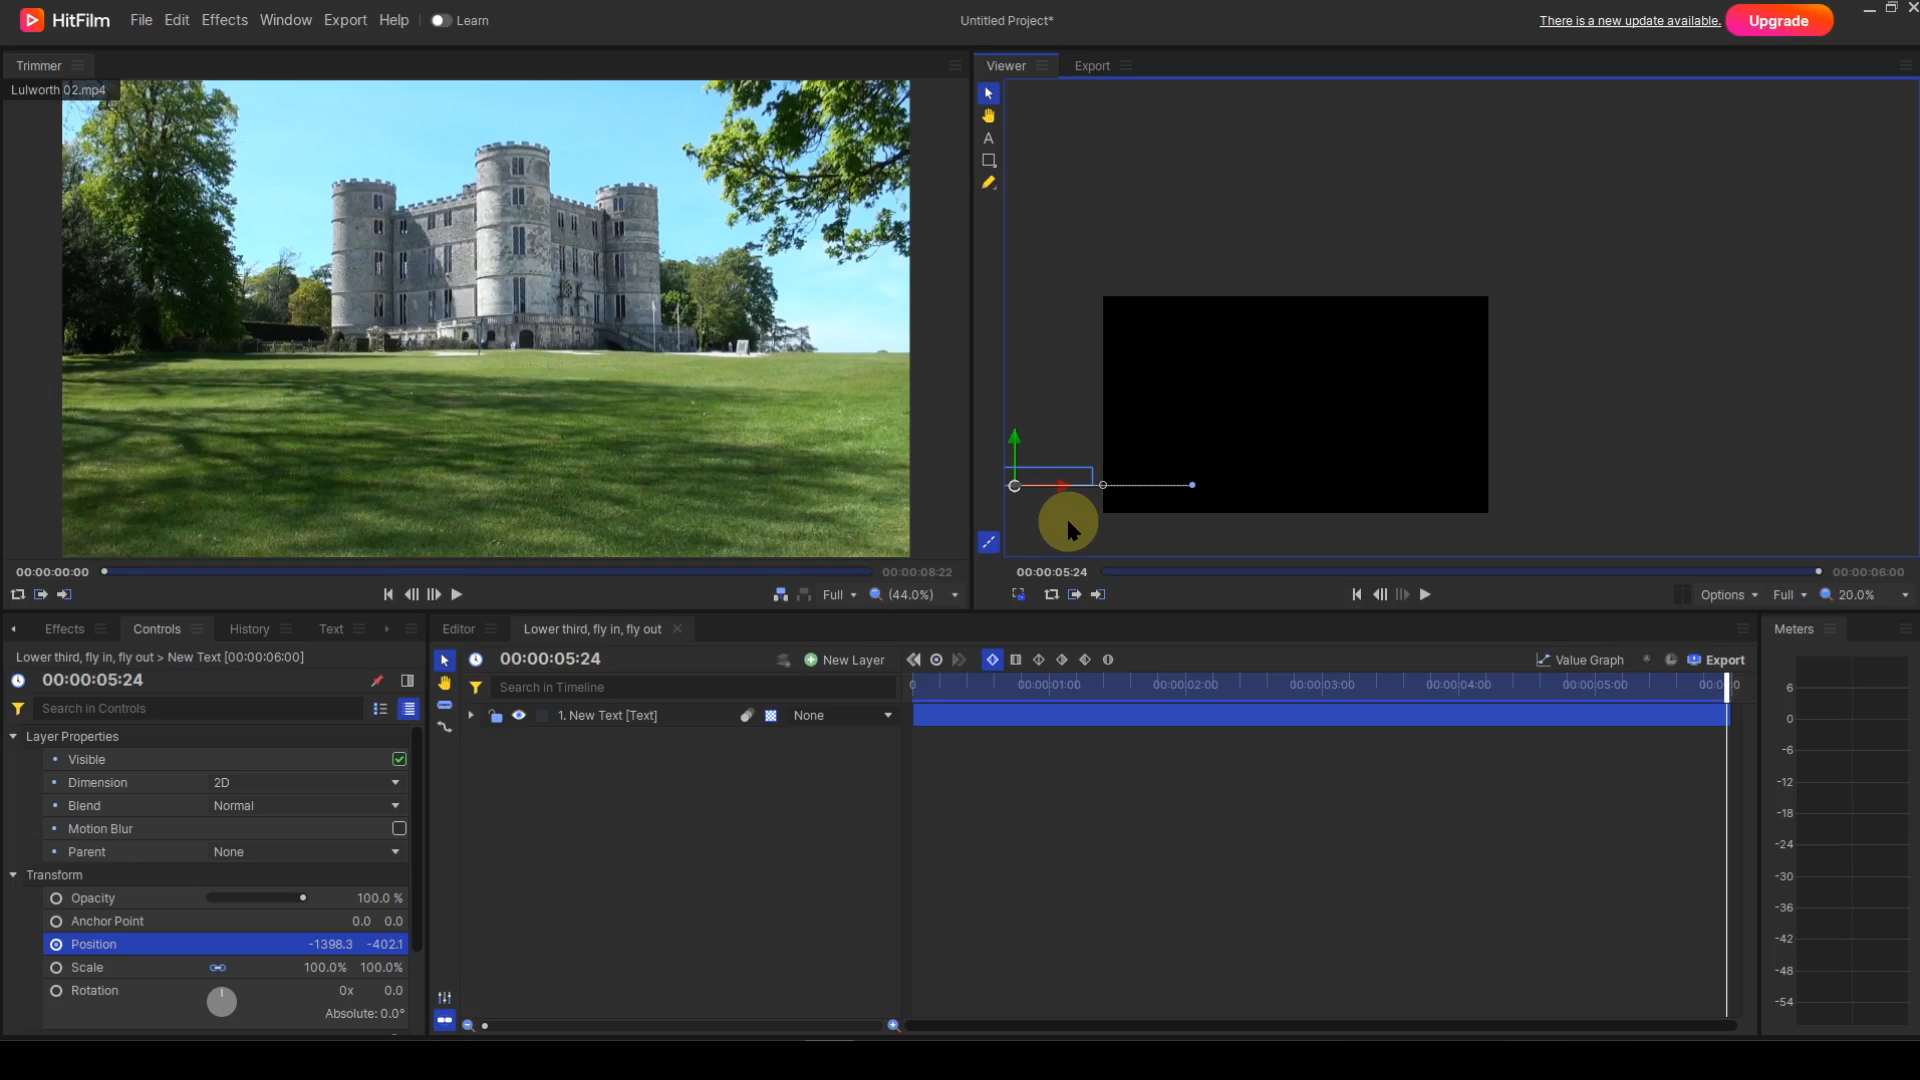 HitFilm File Edit Effects Window Export Help Learn Untitled Project* There is a new update available. Upgrade
Trimmer
Lulworth 02.mp4
Viewer Export
A
00:00:00:00 00:00:08:22
Full (44.0%)
00:00:05:24 00:00:06:00
Options Full 20.0%
Effects Controls History Text
Lower third, fly in, fly out > New Text [00:00:06:00]
00:00:05:24
Search in Controls
Layer Properties
Visible
Dimension 2D
Blend Normal
Motion Blur
Parent None
Transform
Opacity 100.0 %
Anchor Point 0.0 0.0
Position -1398.3 -402.1
Scale 100.0% 100.0%
Rotation 0x 0.0
Absolute: 0.0°
Editor Lower third, fly in, fly out
00:00:05:24 New Layer Value Graph Export
Search in Timeline 0 00:00:01:00 00:00:02:00 00:00:03:00 00:00:04:00 00:00:05:00
1. New Text [Text] None
Meters
6
0
-6
-12
-18
-24
-30
-36
-42
-48
-54